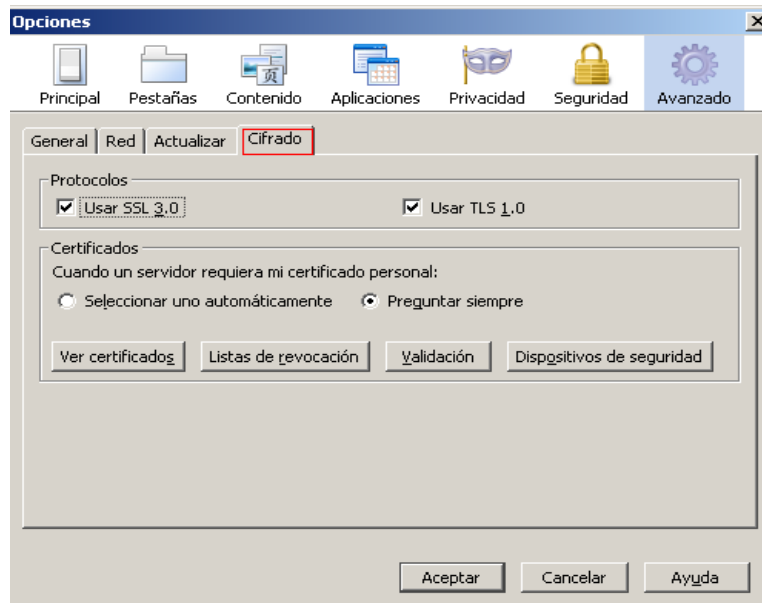 Opciones
Principal Pestañas Contenido Aplicaciones Privacidad Seguridad Avanzado
General Red Actualizar Cifrado
Protocolos
Usar SSL 3.0 Usar TLS 1.0
Certificados
Cuando un servidor requiera mi certificado personal:
Seleccionar uno automáticamente Preguntar siempre
Ver certificados Listas de revocación Validación Dispositivos de seguridad
Aceptar Cancelar Ayuda